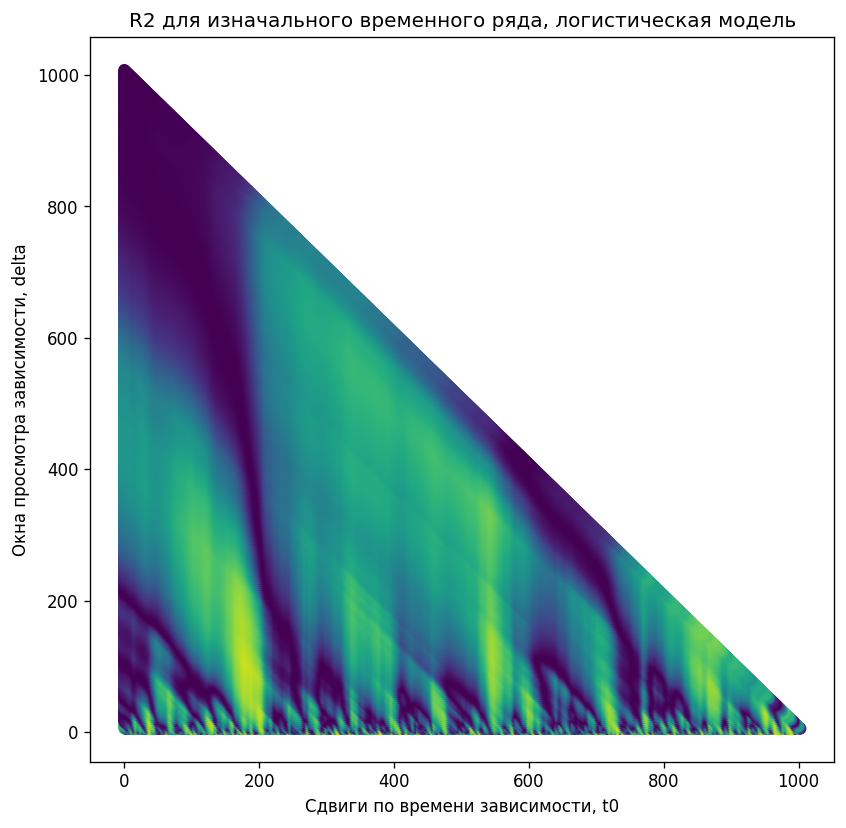 R2 для изначального временного ряда, логистическая модель
1000
800
600
400
200
0
Окна просмотра зависимости, delta
0 200 400 600 800 1000
Сдвиги по времени зависимости, t0